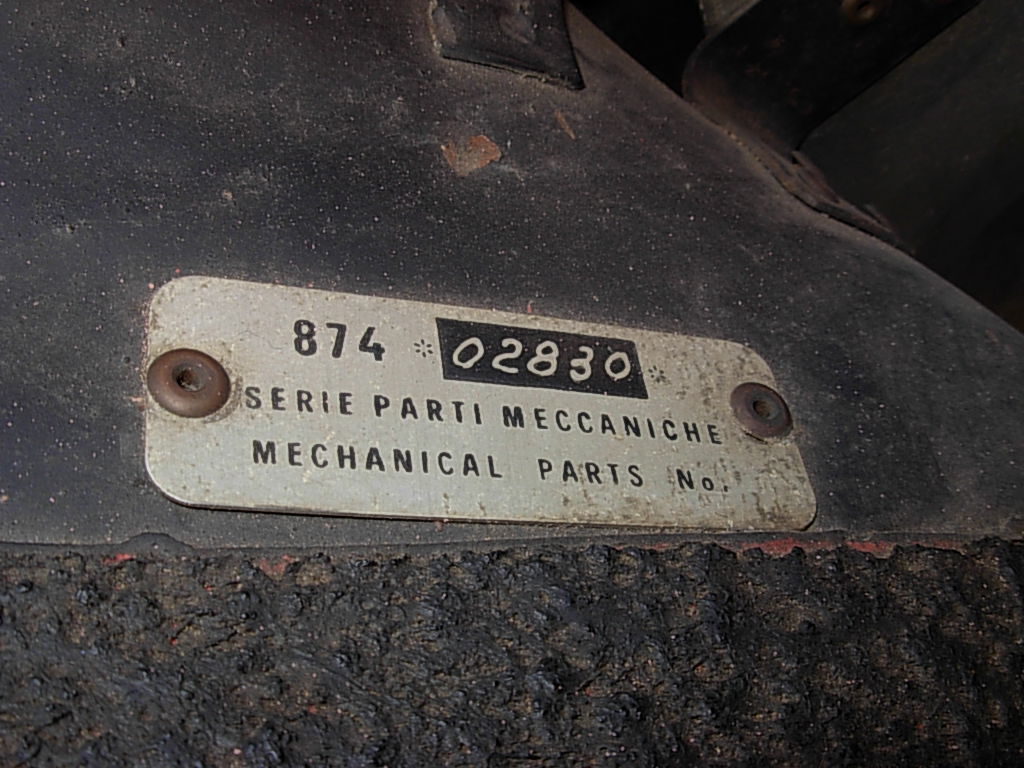 874 *02830*
SERIE PARTI MECCANICHE
MECHANICAL PARTS No.